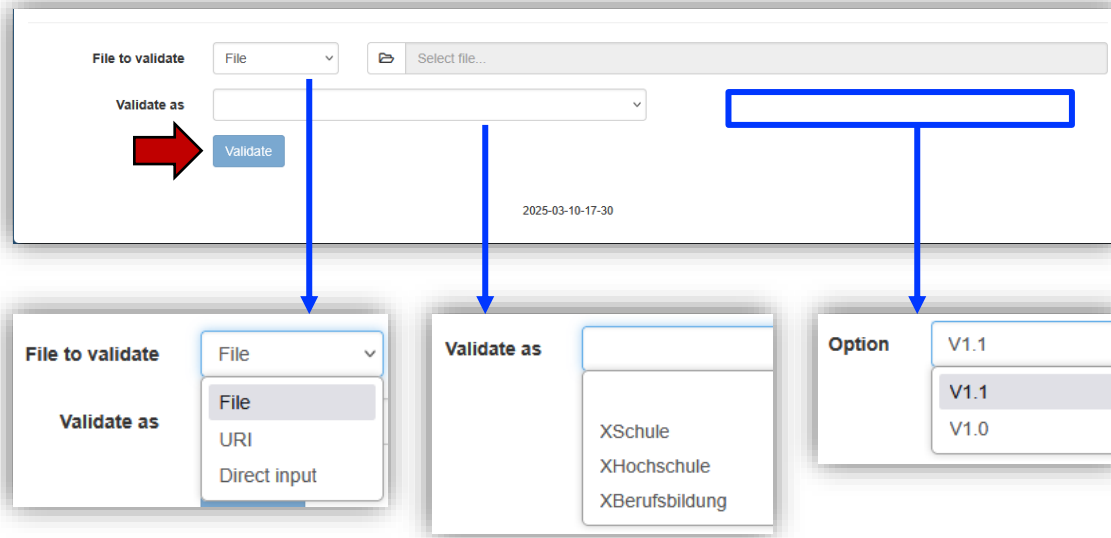 File to validate File Select file...
Validate as
Validate
2025-03-10-17-30
File to validate File
File
Validate as
URI
Direct input
Validate as
XSchule
XHochschule
XBerufsbildung
Option V1.1
V1.1
V1.0